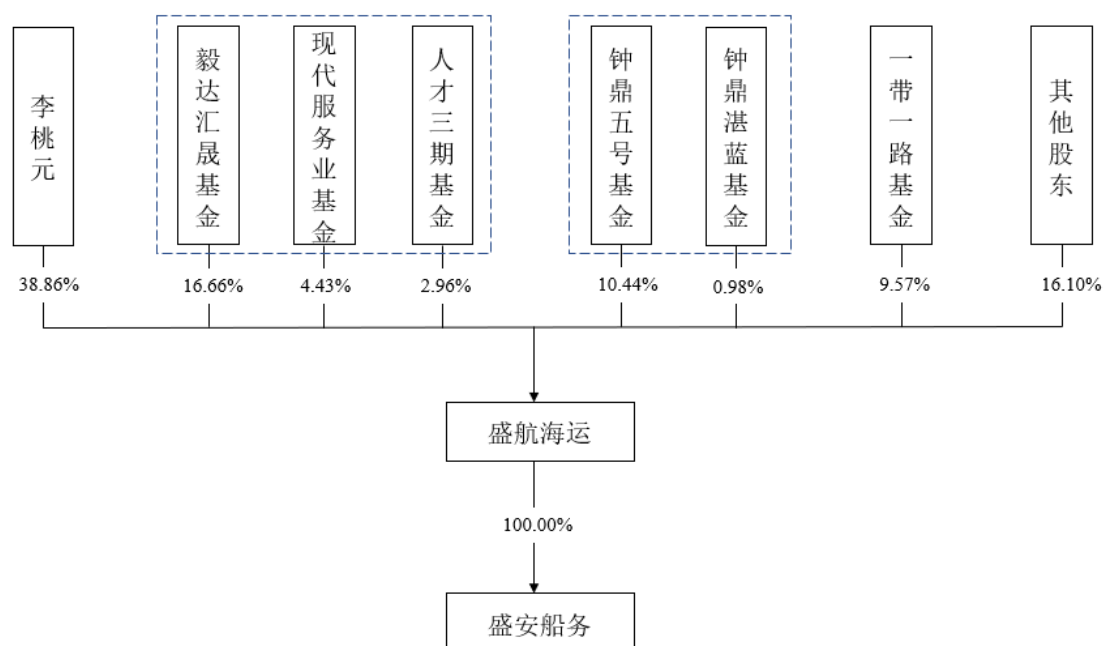 李桃元
毅达汇晟基金
现代服务业基金
人才三期基金
钟鼎五号基金
钟鼎湛蓝基金
一带一路基金
其他股东
38.86%
16.66%
4.43%
2.96%
10.44%
0.98%
9.57%
16.10%
盛航海运
100.00%
盛安船务